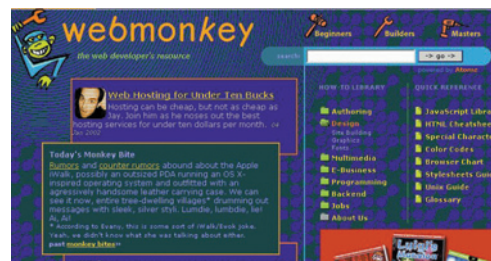 webmonkey
the web developer's resource
Beginners
Builders
Masters
search:
-> go ->
powered by
Web Hosting for Under Ten Bucks
Hosting can be cheap, but not as cheap as
Jay. Join him as he noses out the best
hosting services for under ten dollars per month.
2002
Today's Monkey Bite
Rumors and counter rumors abound about the Apple
iWalk, possibly an outsized PDA running an OS X-
inspired operating system and outfitted with an
agressively handsome leather carrying case. We can
see it now, entire tree-dwelling villages* drumming out
messages with sleek, silver styli. Lumdie, lumbdie, lie!
Ai, Ai!
* According to Evany, this is some sort of iWalk/Ewok joke.
Yeah, we didn't know what she was talking about either.
past monkey bites»
HOW-TO LIBRARY
Authoring
Design
Site Building
Graphics
Fonts
Multimedia
E-Business
Programming
Backend
Jobs
About Us
QUICK REFERENCE
JavaScript Libra
HTML Cheatshee
Special Charact
Color Codes
Browser Chart
Stylesheets Gui
Unix Guide
Glossary